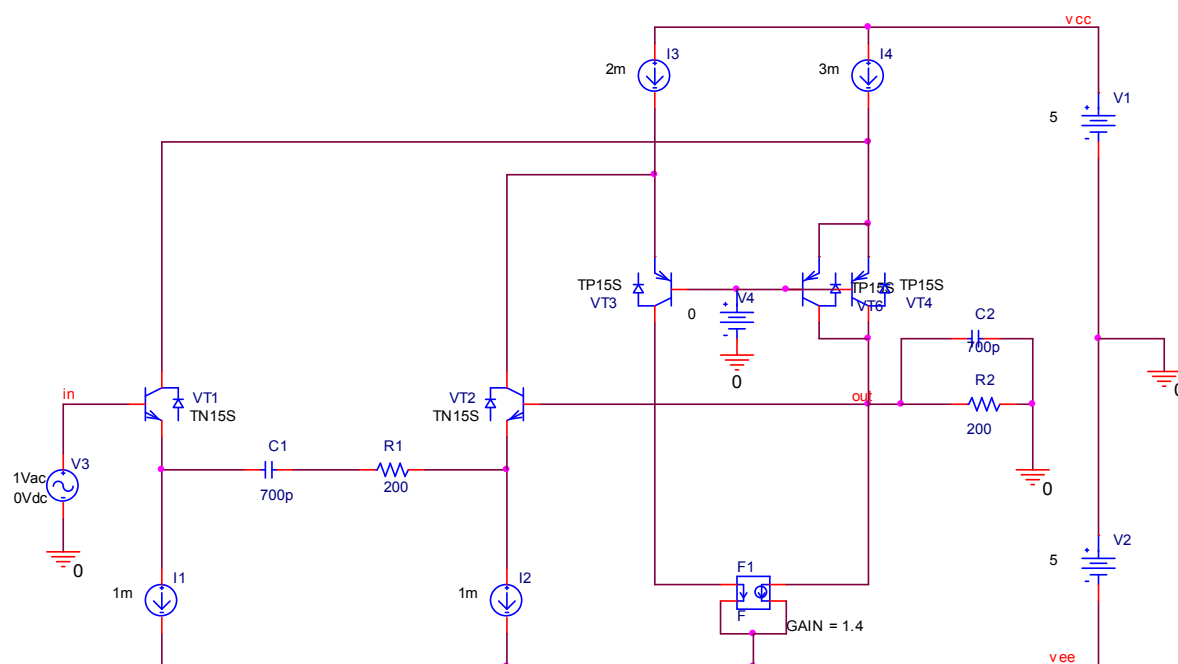 vcc
I3
I4
2m
3m
V1
5
TP15S
VT3
V4
0
TP15S
VT6
TP15S
VT4
0
C2
700p
R2
200
out
0
0
in
VT1
TN15S
VT2
TN15S
C1
700p
R1
200
V3
1Vac
0Vdc
0
I1
1m
I2
1m
F1
F
GAIN = 1.4
V2
5
vee